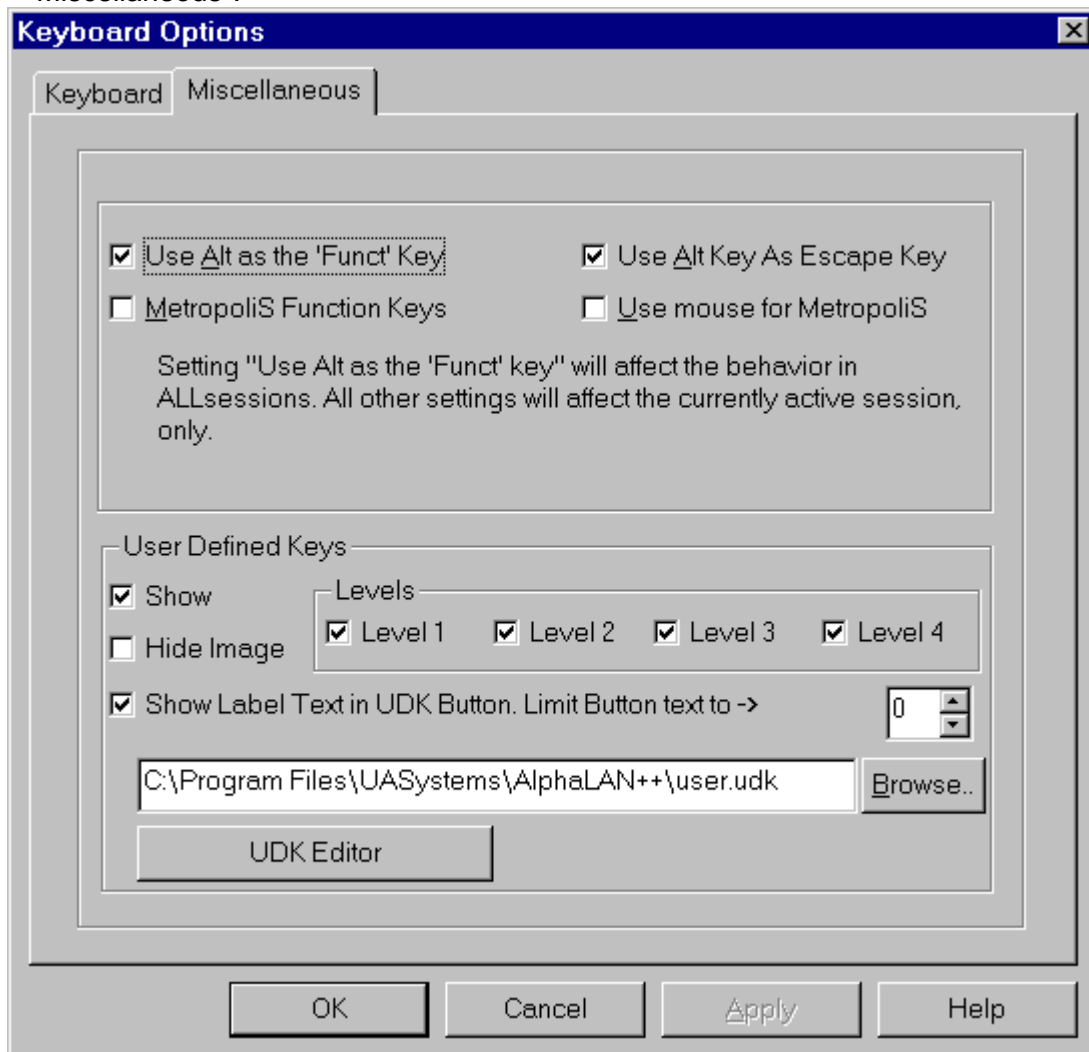 Miscellaneous .
Keyboard Options
Keyboard Miscellaneous
Use Alt as the 'Funct' Key
Use Alt Key As Escape Key
MetropoliS Function Keys
Use mouse for MetropoliS
Setting "Use Alt as the 'Funct' key" will affect the behavior in
ALLsessions. All other settings will affect the currently active session,
only.
User Defined Keys
Show
Levels
Level 1 Level 2 Level 3 Level 4
Hide Image
Show Label Text in UDK Button. Limit Button text to -> 0
C:\Program Files\UASystems\AlphaLAN++\user.udk Browse..
UDK Editor
OK Cancel Apply Help